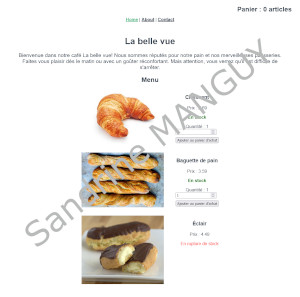 Panier : 0 articles
Home | About | Contact
La belle vue
Bienvenue dans notre café La belle vue! Nous sommes réputés pour notre pain et nos merveilleuses pâtisseries.
Faites vous plaisir dès le matin ou avec un goûter réconfortant. Mais attention, vous verrez qu'il est difficile de
s'arrêter.
Menu
Croissant
Prix :
En stock
Quantité : 1
Ajouter au panier d'achat
Baguette de pain
Prix : 3.59
En stock
Quantité : 1
1
Ajouter au panier d'achat
Éclair
Prix : 4.49
En rupture de stock
Sandrine MANGUY